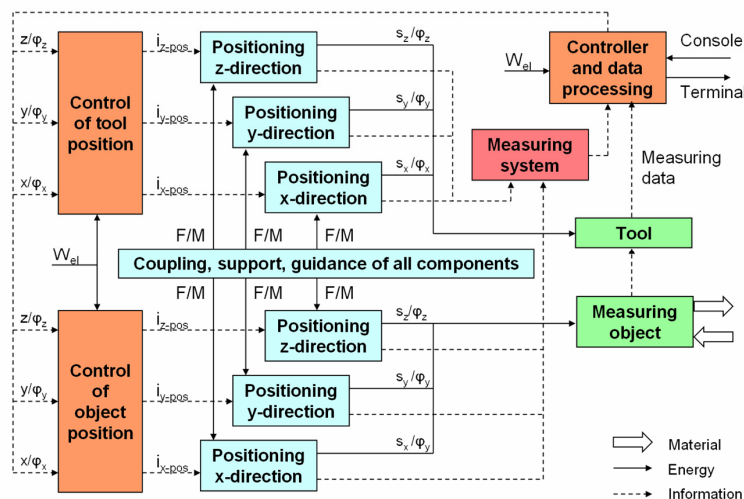 z/φz
iz-pos
Positioning
z-direction
sz/φz
Wel
Controller
and data
processing
Console
Terminal
y/φy
Control
of tool
position
iy-pos
Positioning
y-direction
sy/φy
Measuring
system
Measuring
data
x/φx
ix-pos
Positioning
x-direction
sx/φx
F/M
F/M
F/M
Tool
Wel
Coupling, support, guidance of all components
F/M
F/M
F/M
z/φz
iz-pos
Positioning
z-direction
sz/φz
Measuring
object
y/φy
Control
of
object
position
iy-pos
Positioning
y-direction
sy/φy
x/φx
ix-pos
Positioning
x-direction
sx/φy
Material
Energy
Information